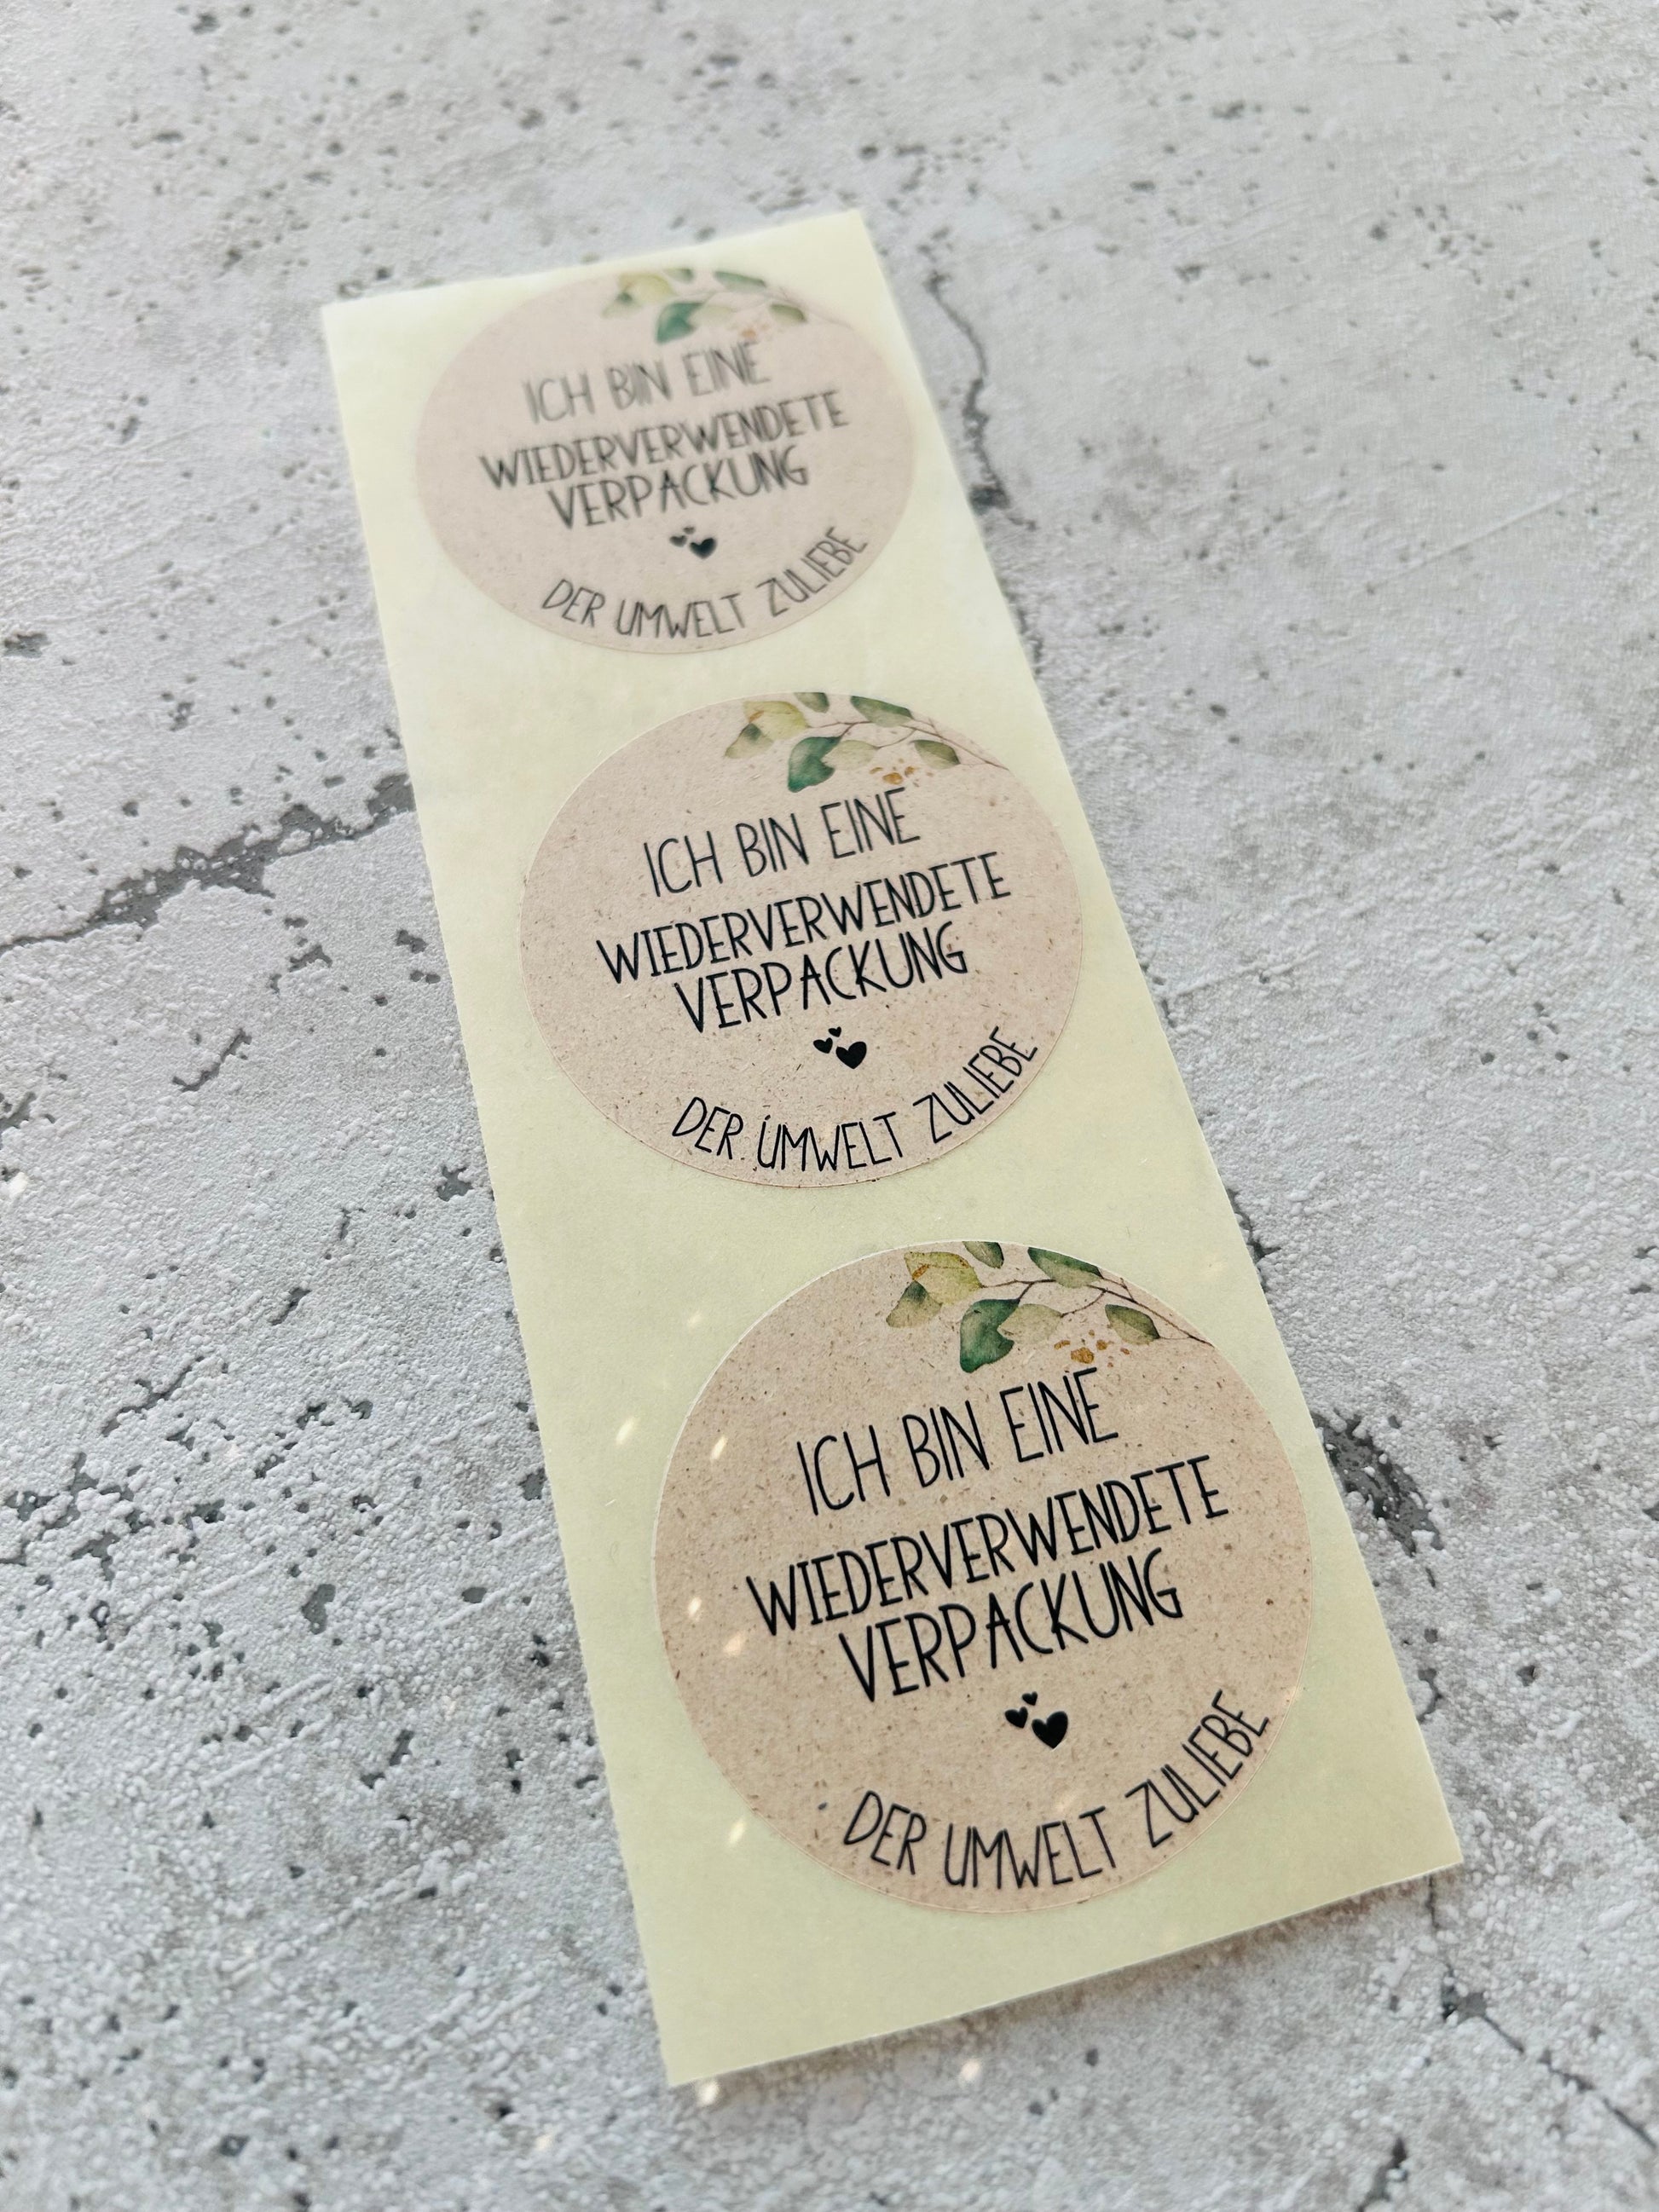 ICH BIN EINE
WIEDERVERWENDETE
VERPACKUNG
DER UMWELT ZULIEBE
ICH BIN EINE
WIEDERVERWENDETE
VERPACKUNG
DER UMWELT ZULIEBE
ICH BIN EINE
WIEDERVERWENDETE
VERPACKUNG
DER UMWELT ZULIEBE